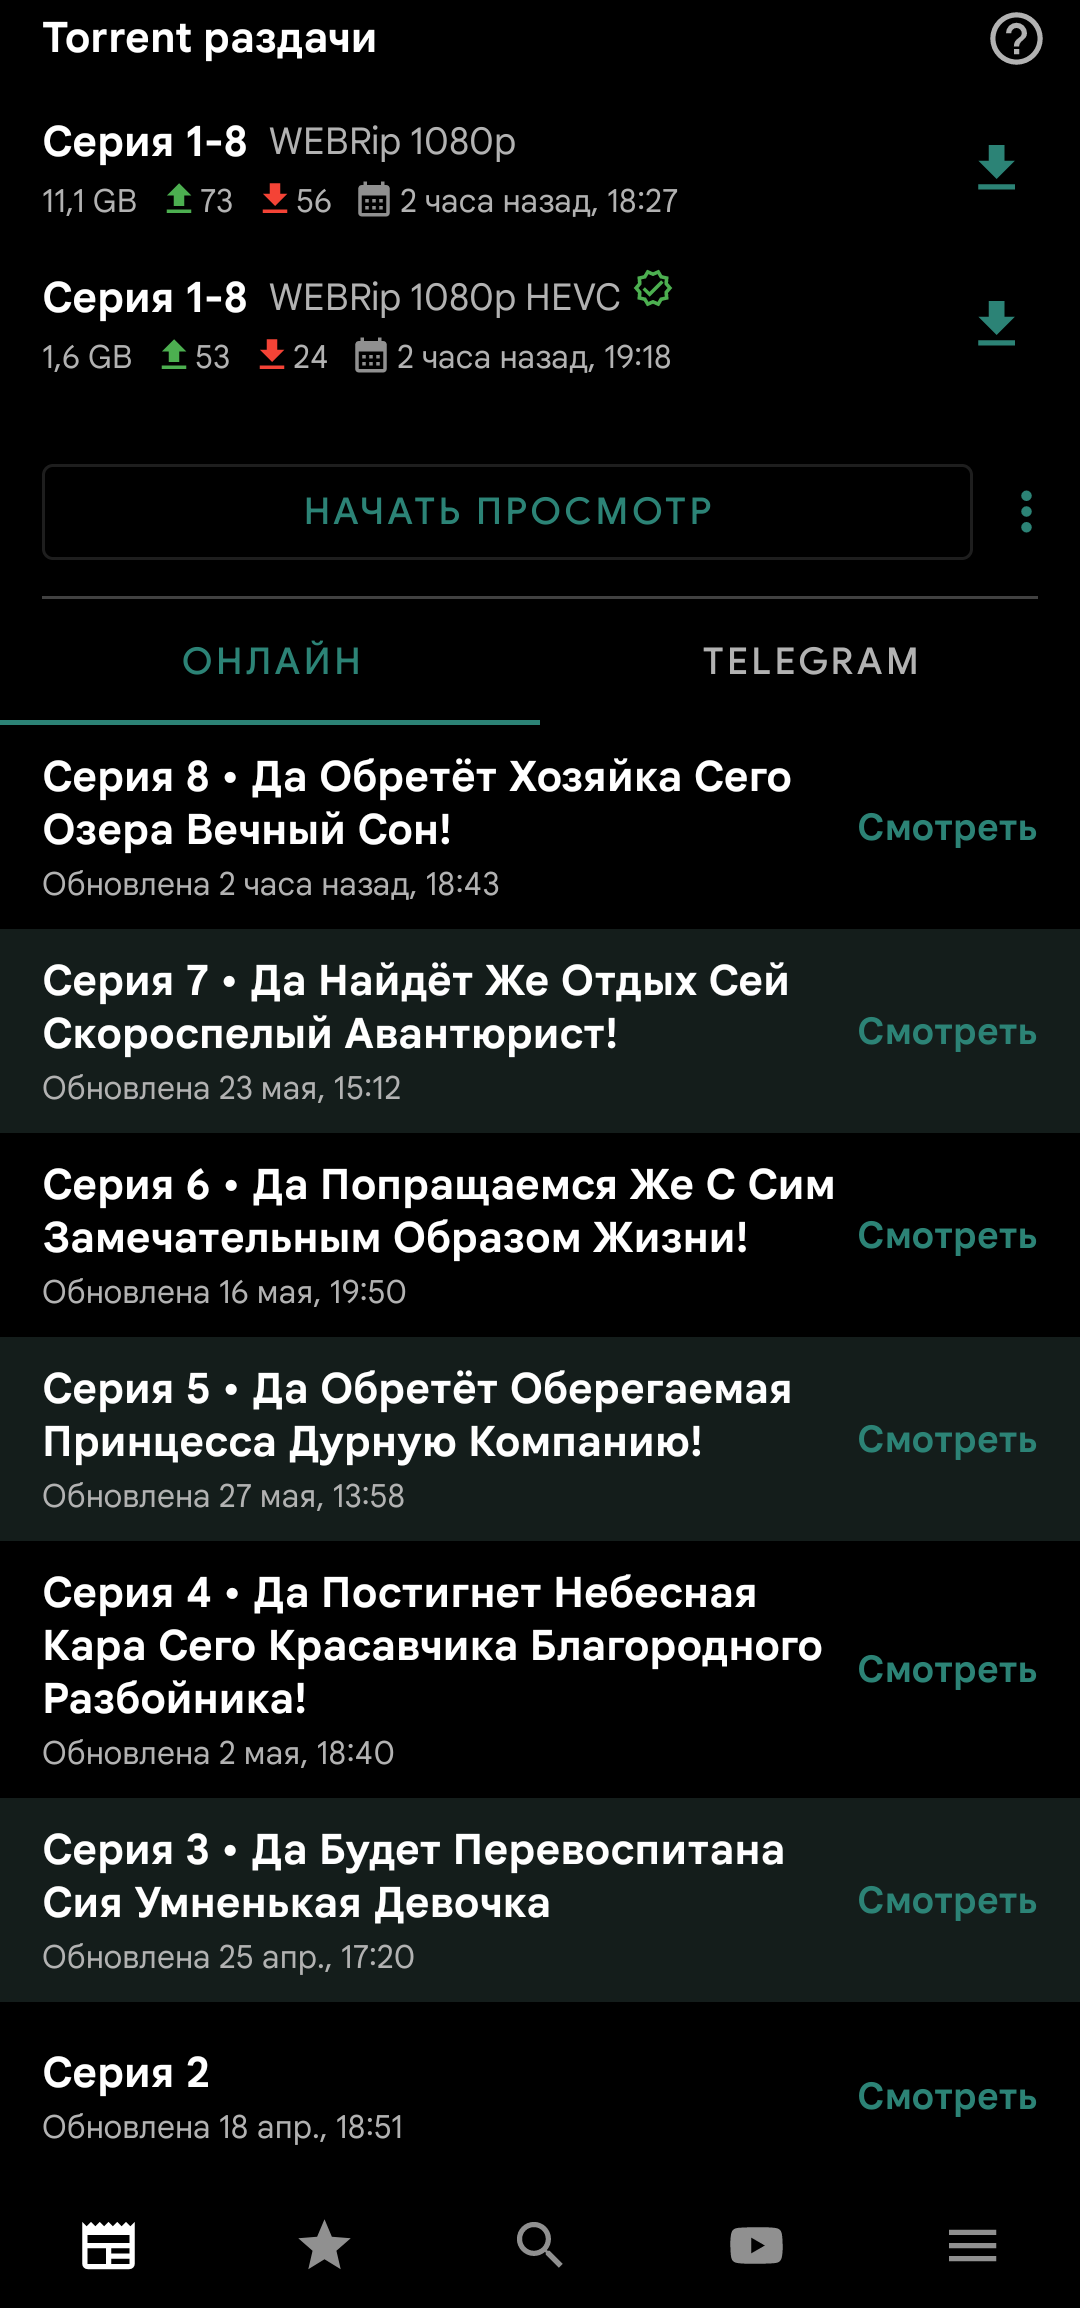 Torrent раздачи
Серия 1-8 WEBRip 1080p
11,1 GB 73 56 2 часа назад, 18:27
Серия 1-8 WEBRip 1080p HEVC
1,6 GB 53 24 2 часа назад, 19:18
НАЧАТЬ ПРОСМОТР
ОНЛАЙН TELEGRAM
Серия 8 • Да Обретёт Хозяйка Сего
Озера Вечный Сон!
Смотреть
Обновлена 2 часа назад, 18:43
Серия 7 • Да Найдёт Же Отдых Сей
Скороспелый Авантюрист!
Смотреть
Обновлена 23 мая, 15:12
Серия 6 • Да Попращаемся Же С Сим
Замечательным Образом Жизни!
Смотреть
Обновлена 16 мая, 19:50
Серия 5 • Да Обретёт Оберегаемая
Принцесса Дурную Компанию!
Смотреть
Обновлена 27 мая, 13:58
Серия 4 • Да Постигнет Небесная
Кара Сего Красавчика Благородного
Разбойника!
Смотреть
Обновлена 2 мая, 18:40
Серия 3 • Да Будет Перевоспитана
Сия Умненькая Девочка
Смотреть
Обновлена 25 апр., 17:20
Серия 2
Смотреть
Обновлена 18 апр., 18:51